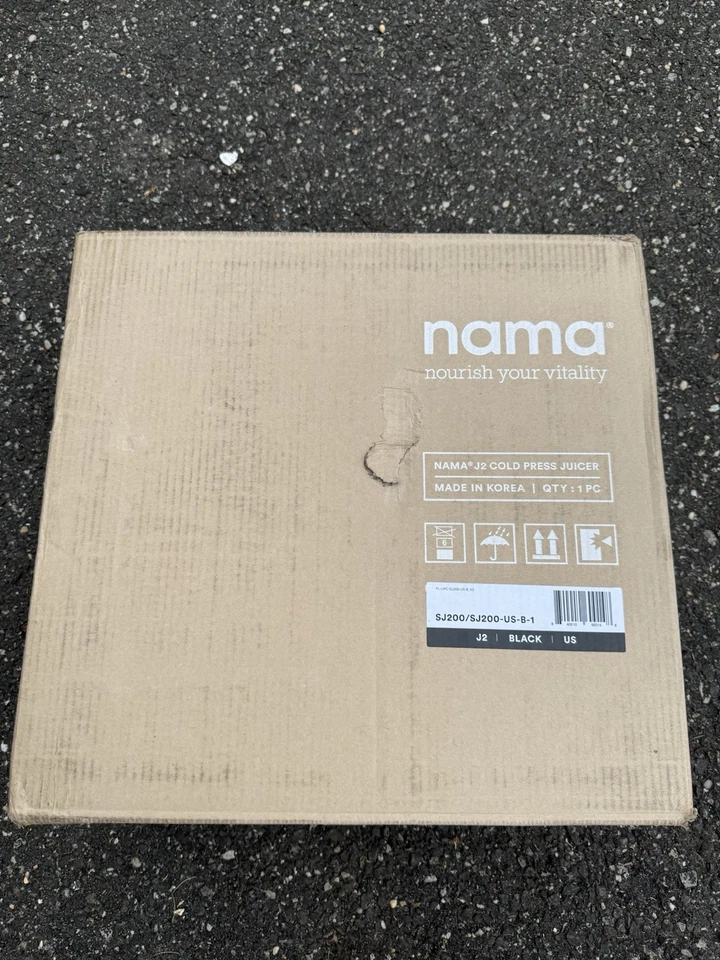 nama®
nourish your vitality
NAMA® J2 COLD PRESS JUICER
MADE IN KOREA | QTY : 1 PC
6
SJ200/SJ200-US-B-1
J2 | BLACK | US